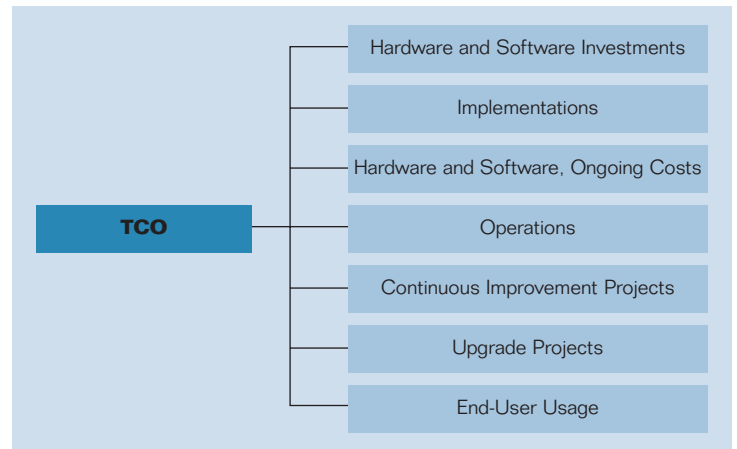 Hardware and Software Investments
Implementations
Hardware and Software, Ongoing Costs
TCO
Operations
Continuous Improvement Projects
Upgrade Projects
End-User Usage